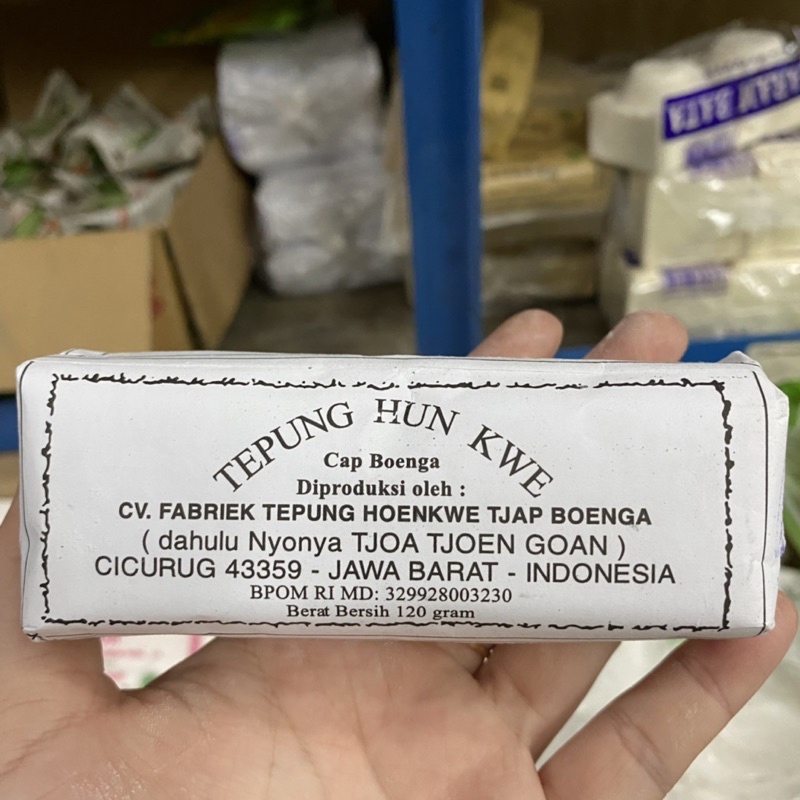 TEPUNG HUN KWE
Cap Boenga
Diproduksi oleh :
CV. FABRIEK TEPUNG HOENKWE TJAP BOENGA
( dahulu Nyonya TJOA TJOEN GOAN )
CICURUG 43359 - JAWA BARAT - INDONESIA
BPOM RI MD: 329928003230
Berat Bersih 120 gram